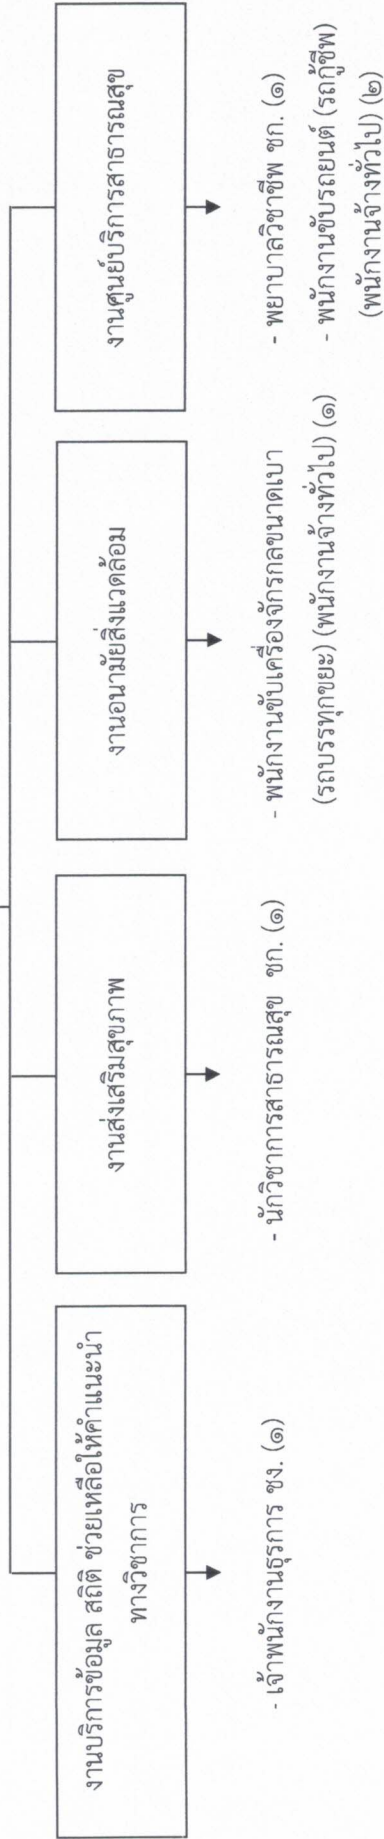 งานบริการข้อมูล สถิติ ช่วยเหลือให้คำแนะนำ
ทางวิชาการ
- เจ้าพนักงานธุรการ ชง. (๑)
งานส่งเสริมสุขภาพ
- นักวิชาการสาธารณสุข ชก. (๑)
งานอนามัยสิ่งแวดล้อม
- พนักงานขับเครื่องจักรกลขนาดเบา
(รถบรรทุกขยะ) (พนักงานจ้างทั่วไป) (๑)
งานศูนย์บริการสาธารณสุข
- พยาบาลวิชาชีพ ชก. (๑)
- พนักงานขับรถยนต์ (รถกู้ชีพ)
(พนักงานจ้างทั่วไป) (๒)